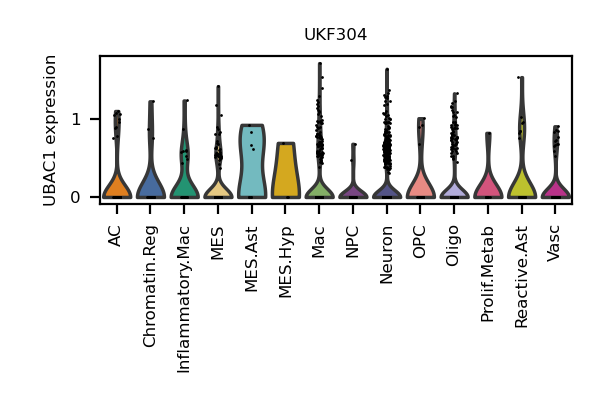 UKF304
UBAC1 expression
1
0
AC
Chromatin.Reg
Inflammatory.Mac
MES
MES.Ast
MES.Hyp
Mac
NPC
Neuron
OPC
Oligo
Prolif.Metab
Reactive.Ast
Vasc